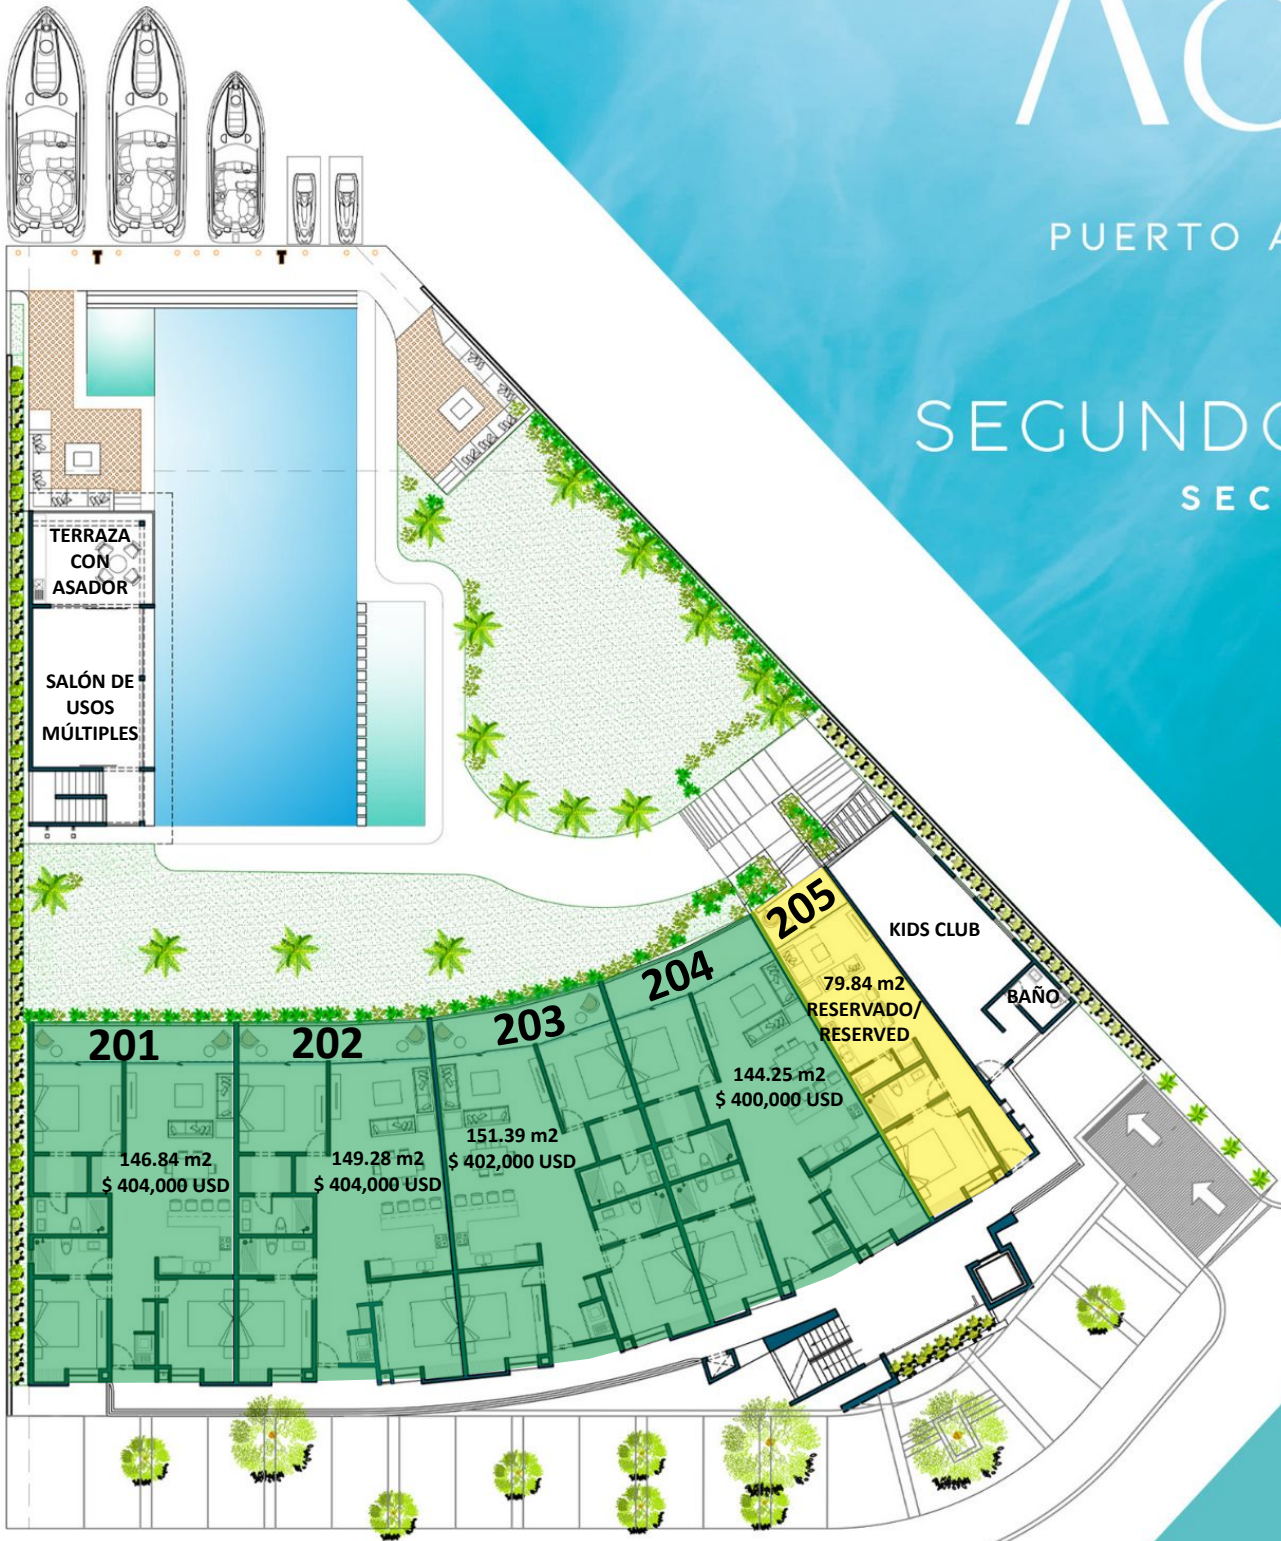 PUERTO A
SEGUNDO
SEC
TERRAZA
CON
ASADOR
SALÓN DE
USOS
MÚLTIPLES
KIDS CLUB
BAÑO
201
146.84 m2
$ 404,000 USD
202
149.28 m2
$ 404,000 USD
203
151.39 m2
$ 402,000 USD
204
144.25 m2
$ 400,000 USD
205
79.84 m2
RESERVADO/
RESERVED